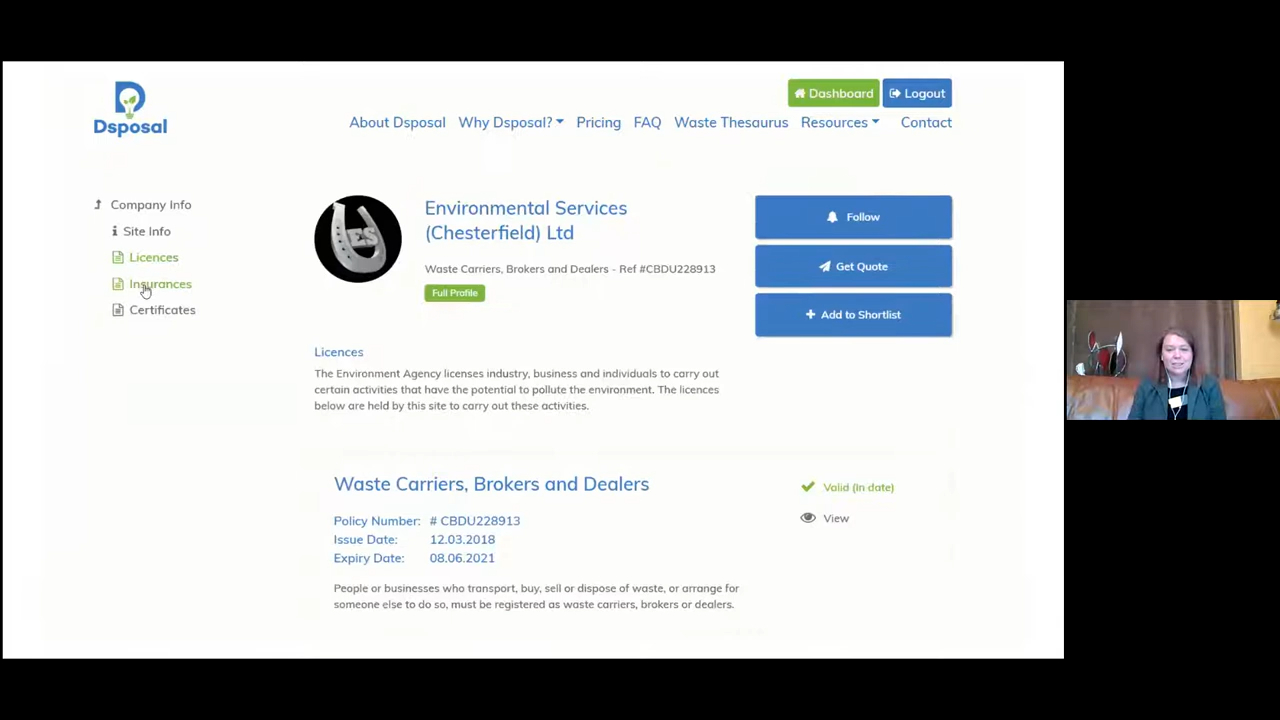 Dashboard Logout
Dsposal
About Dsposal Why Dsposal? Pricing FAQ Waste Thesaurus Resources Contact
Company Info
Site Info
Licences
Insurances
Certificates
ES
Environmental Services
(Chesterfield) Ltd
Waste Carriers, Brokers and Dealers - Ref #CBDU228913
Full Profile
Follow
Get Quote
Add to Shortlist
Licences
The Environment Agency licenses industry, business and individuals to carry out
certain activities that have the potential to pollute the environment. The licences
below are held by this site to carry out these activities.
Waste Carriers, Brokers and Dealers
Valid (In date)
View
Policy Number: # CBDU228913
Issue Date: 12.03.2018
Expiry Date: 08.06.2021
People or businesses who transport, buy, sell or dispose of waste, or arrange for
someone else to do so, must be registered as waste carriers, brokers or dealers.